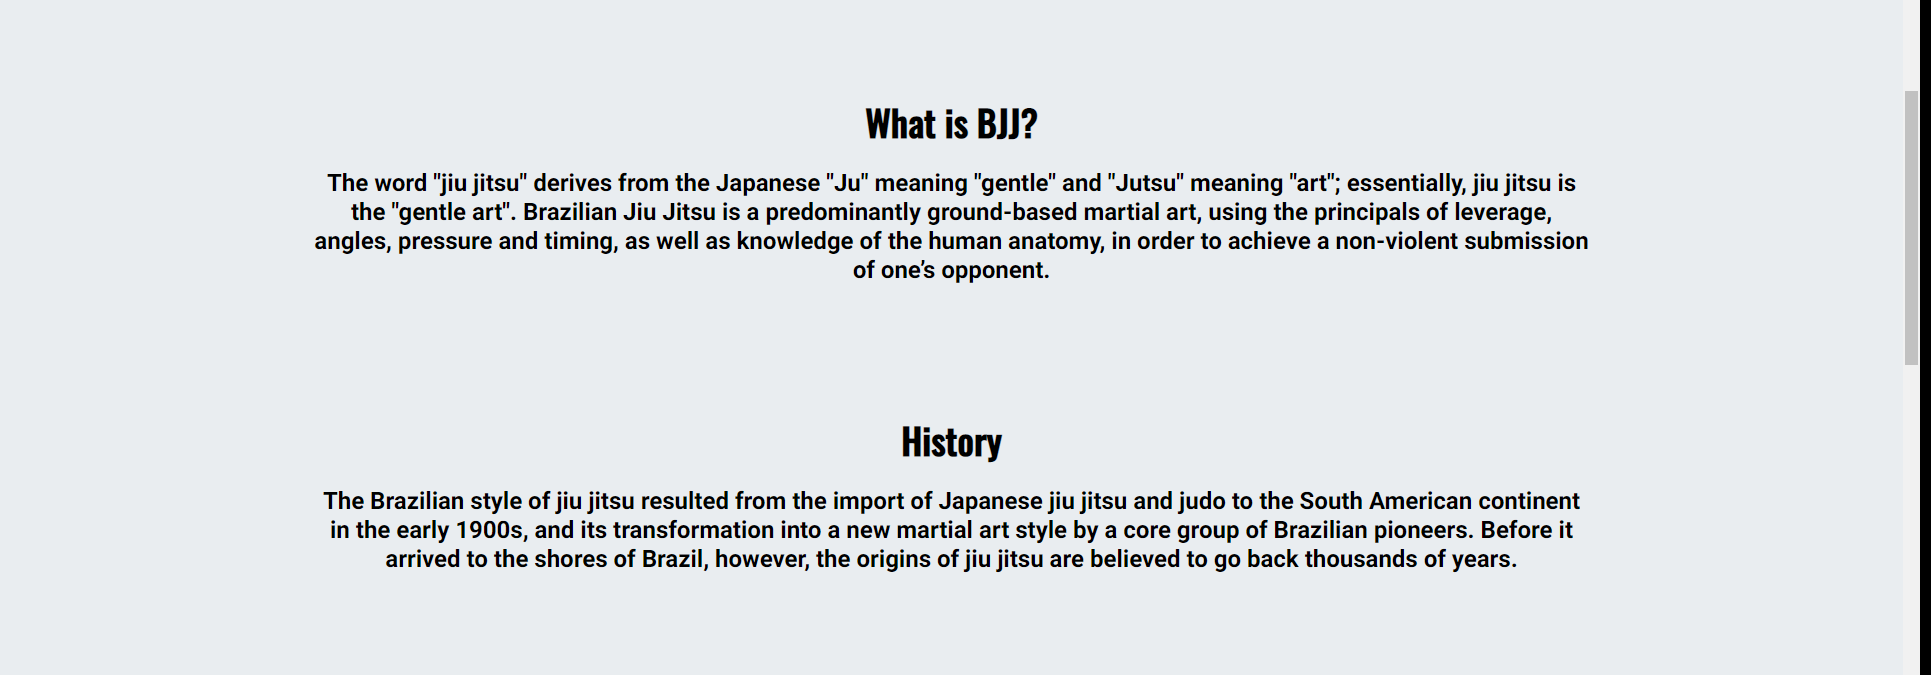 What is BJJ?
The word "jiu jitsu" derives from the Japanese "Ju" meaning "gentle" and "Jutsu" meaning "art"; essentially, jiu jitsu is
the "gentle art". Brazilian Jiu Jitsu is a predominantly ground-based martial art, using the principals of leverage,
angles, pressure and timing, as well as knowledge of the human anatomy, in order to achieve a non-violent submission
of one’s opponent.
History
The Brazilian style of jiu jitsu resulted from the import of Japanese jiu jitsu and judo to the South American continent
in the early 1900s, and its transformation into a new martial art style by a core group of Brazilian pioneers. Before it
arrived to the shores of Brazil, however, the origins of jiu jitsu are believed to go back thousands of years.